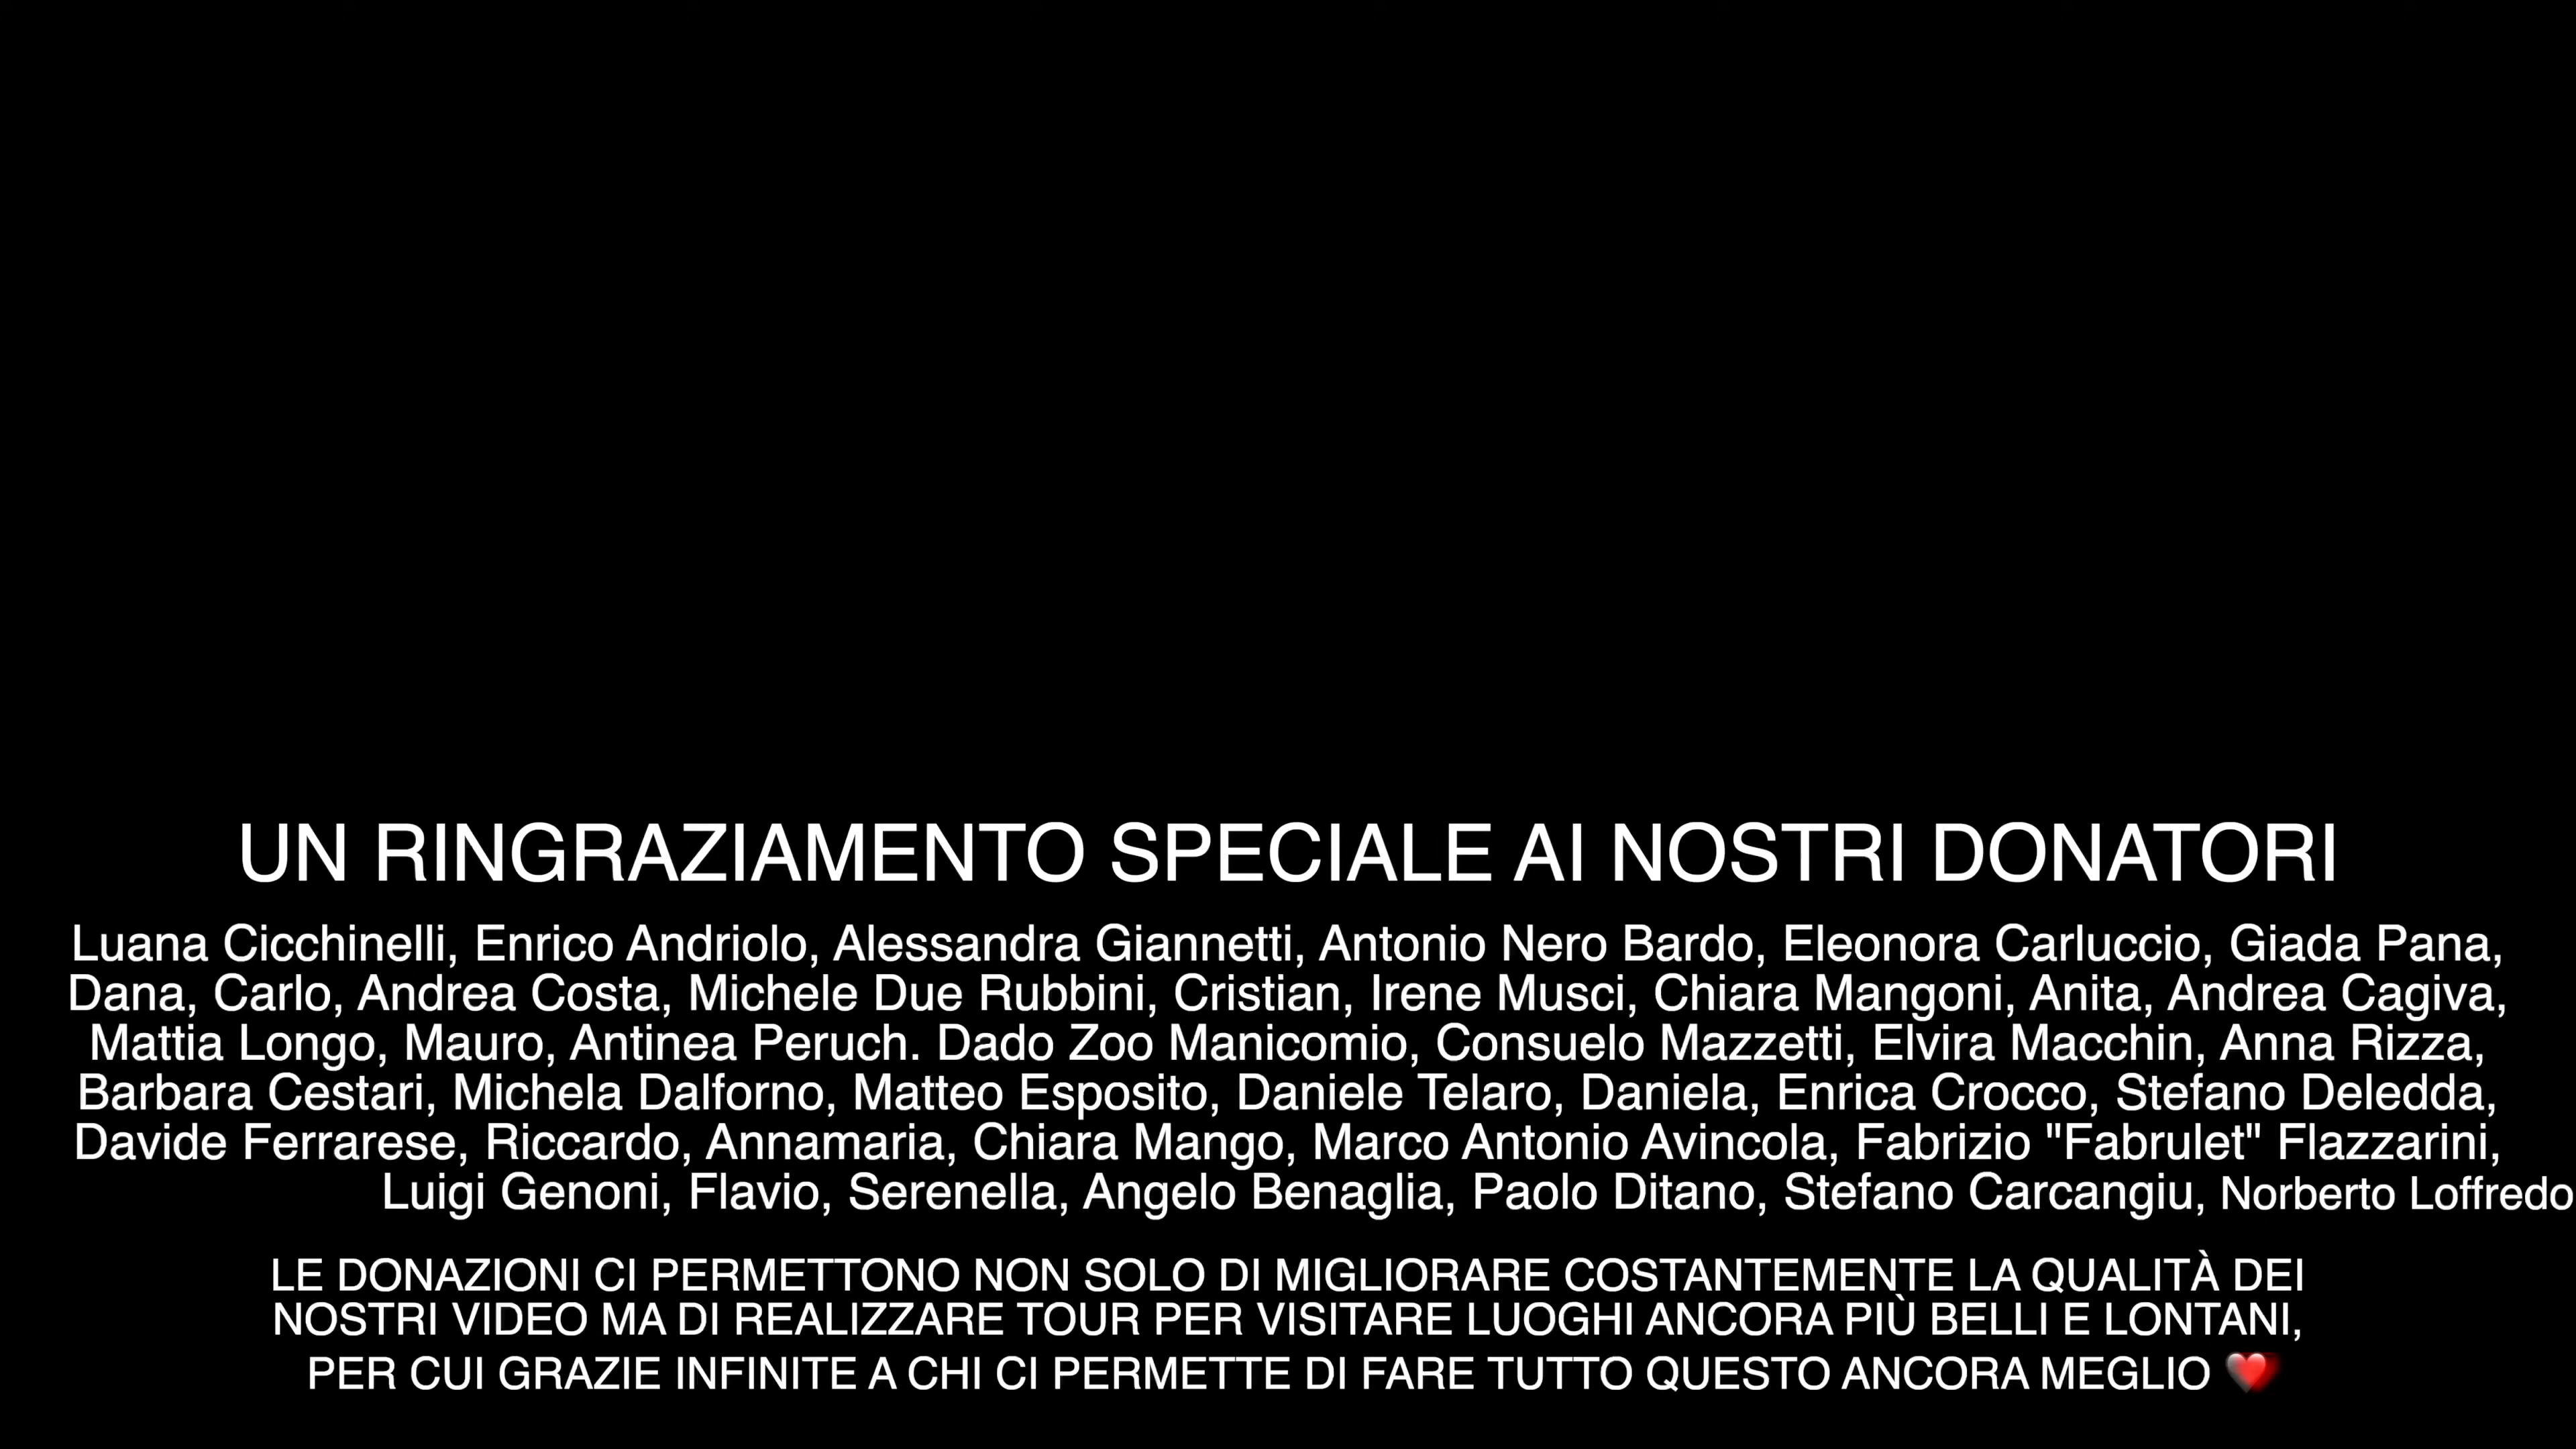 UN RINGRAZIAMENTO SPECIALE AI NOSTRI DONATORI
Luana Cicchinelli, Enrico Andriolo, Alessandra Giannetti, Antonio Nero Bardo, Eleonora Carluccio, Giada Pana,
Dana, Carlo, Andrea Costa, Michele Due Rubbini, Cristian, Irene Musci, Chiara Mangoni, Anita, Andrea Cagiva,
Mattia Longo, Mauro, Antinea Peruch. Dado Zoo Manicomio, Consuelo Mazzetti, Elvira Macchin, Anna Rizza,
Barbara Cestari, Michela Dalforno, Matteo Esposito, Daniele Telaro, Daniela, Enrica Crocco, Stefano Deledda,
Davide Ferrarese, Riccardo, Annamaria, Chiara Mango, Marco Antonio Avincola, Fabrizio "Fabrulet" Flazzarini,
Luigi Genoni, Flavio, Serenella, Angelo Benaglia, Paolo Ditano, Stefano Carcangiu, Norberto Loffredo
LE DONAZIONI CI PERMETTONO NON SOLO DI MIGLIORARE COSTANTEMENTE LA QUALITÀ DEI
NOSTRI VIDEO MA DI REALIZZARE TOUR PER VISITARE LUOGHI ANCORA PIÙ BELLI E LONTANI,
PER CUI GRAZIE INFINITE A CHI CI PERMETTE DI FARE TUTTO QUESTO ANCORA MEGLIO ❤️